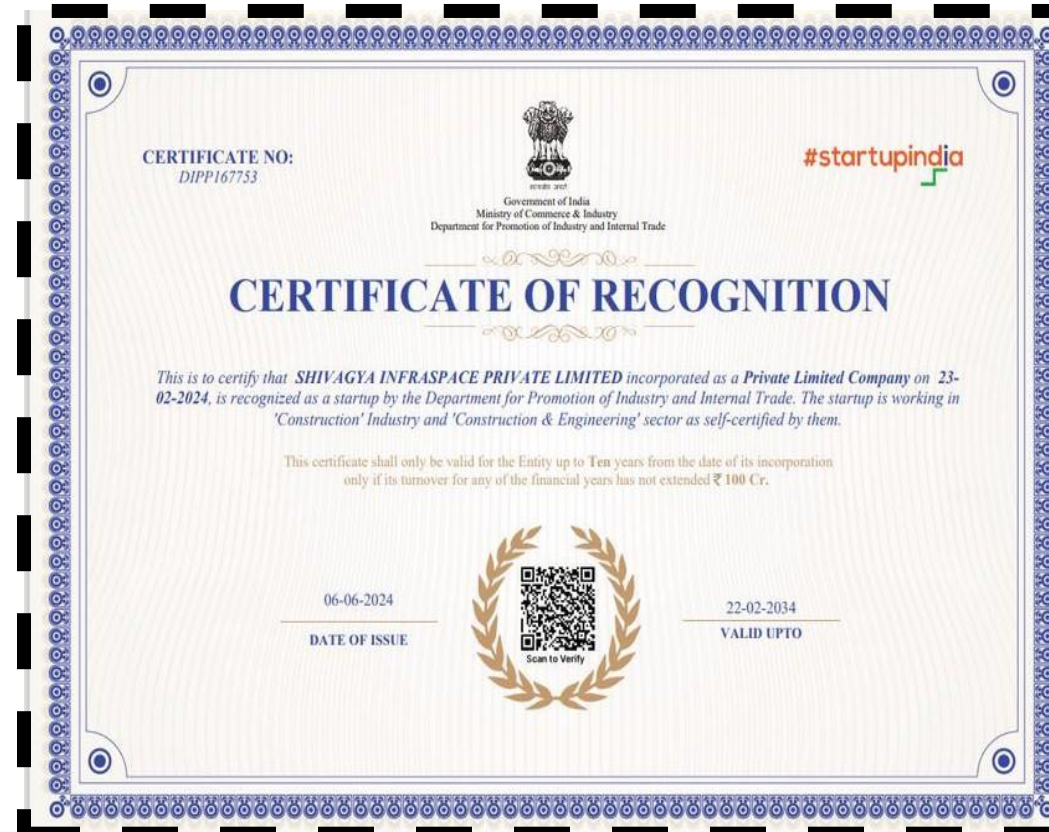 CERTIFICATE NO:
DIPP167753
#startupindia
सत्यमेव जयते
Government of India
Ministry of Commerce & Industry
Department for Promotion of Industry and Internal Trade
CERTIFICATE OF RECOGNITION
This is to certify that SHIVAGYA INFRASPACE PRIVATE LIMITED incorporated as a Private Limited Company on 23-
02-2024, is recognized as a startup by the Department for Promotion of Industry and Internal Trade. The startup is working in
'Construction' Industry and 'Construction & Engineering' sector as self-certified by them.
This certificate shall only be valid for the Entity up to Ten years from the date of its incorporation
only if its turnover for any of the financial years has not extended ₹ 100 Cr.
06-06-2024
DATE OF ISSUE
Scan to Verify
22-02-2034
VALID UPTO